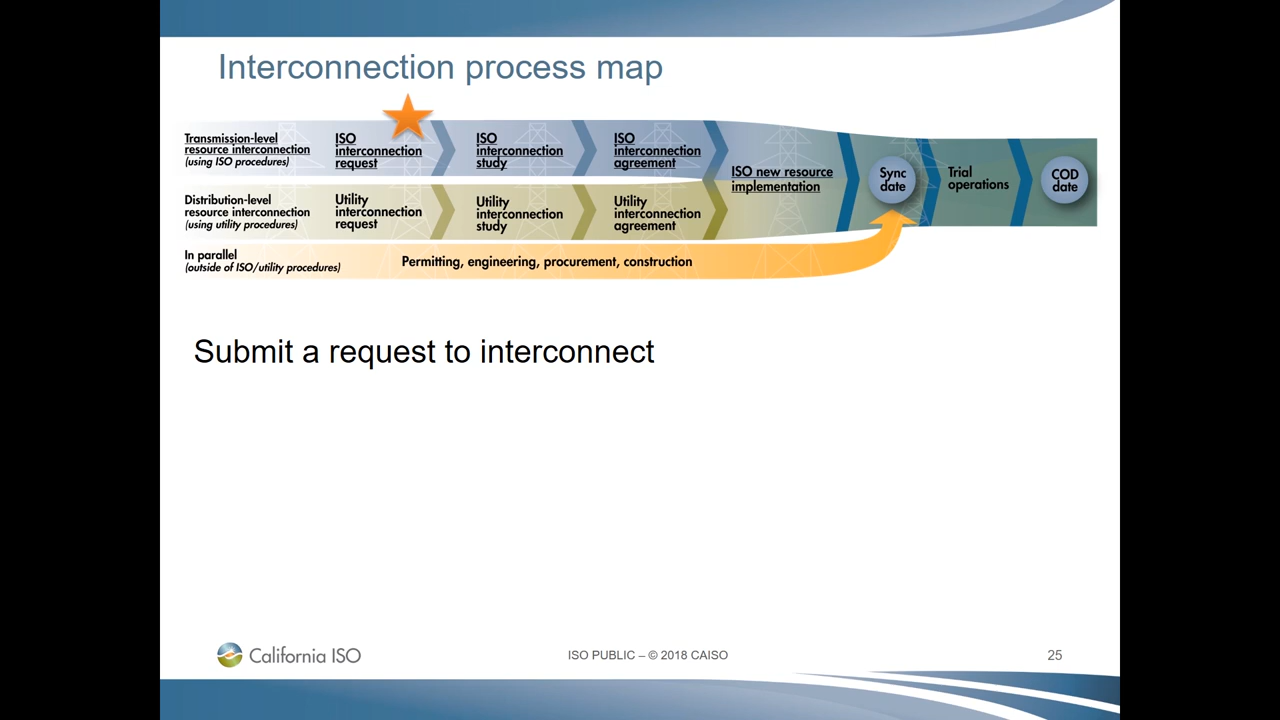 Interconnection process map
Transmission-level
resource interconnection
(using ISO procedures)
ISO
interconnection
request
ISO
interconnection
study
ISO
interconnection
agreement
Distribution-level
resource interconnection
(using utility procedures)
Utility
interconnection
request
Utility
interconnection
study
Utility
interconnection
agreement
ISO new resource
implementation
Sync
date
Trial
operations
COD
date
In parallel
(outside of ISO/utility procedures)
Permitting, engineering, procurement, construction
Submit a request to interconnect
California ISO
ISO PUBLIC – © 2018 CAISO
25